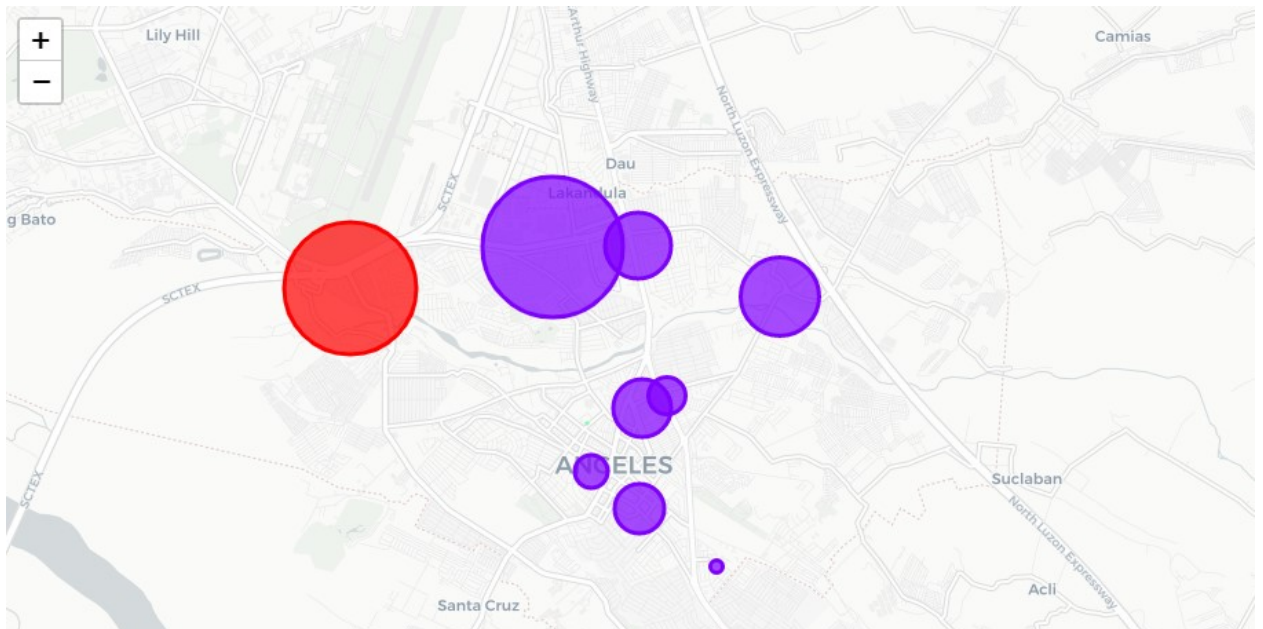 +
−
Lily Hill
Arthur Highway
Camias
North Luzon Expressway
Dau
SCTEX
Lakandula
g Bato
SCTEX
ANGELES
SCTEX
Suclaban
North Luzon Expressway
Acli
Santa Cruz